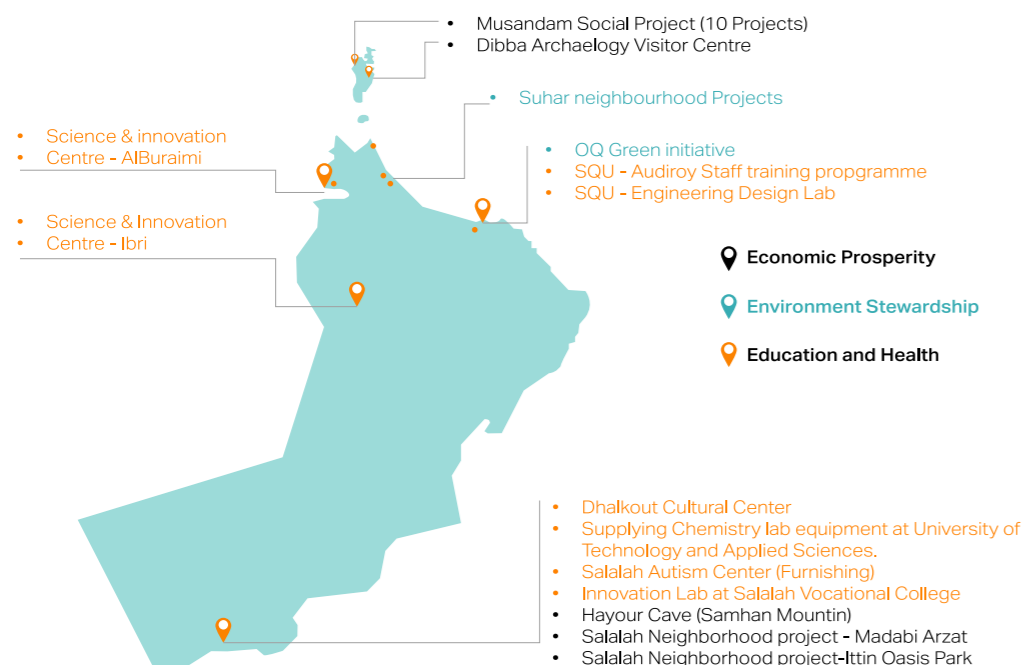 • Musandam Social Project (10 Projects)
• Dibba Archaelogy Visitor Centre
• Suhar neighbourhood Projects
• Science & innovation
• Centre - AlBuraimi
• OQ Green initiative
• SQU - Audiroy Staff training propgramme
• SQU - Engineering Design Lab
• Science & Innovation
• Centre - Ibri
Economic Prosperity
Environment Stewardship
Education and Health
• Dhalkout Cultural Center
• Supplying Chemistry lab equipment at University of
Technology and Applied Sciences.
• Salalah Autism Center (Furnishing)
• Innovation Lab at Salalah Vocational College
• Hayour Cave (Samhan Mountin)
• Salalah Neighborhood project - Madabi Arzat
• Salalah Neighborhood project-Ittin Oasis Park